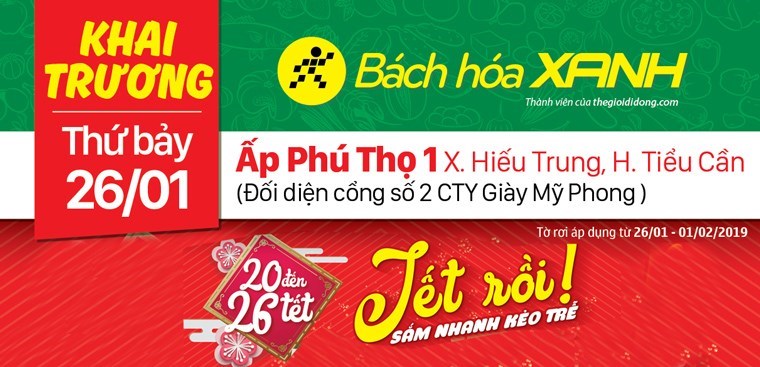 KHAI
TRƯƠNG
Thứ bảy
26/01
Bách hóa XANH
Thành viên của thegioididong.com
Ấp Phú Thọ 1 X. Hiếu Trung, H. Tiểu Cần
(Đối diện cổng số 2 CTY Giày Mỹ Phong )
Tờ rơi áp dụng từ 26/01 - 01/02/2019
20 đến
26 tết
Tết rồi!
SẮM NHANH KẺO TRỄ